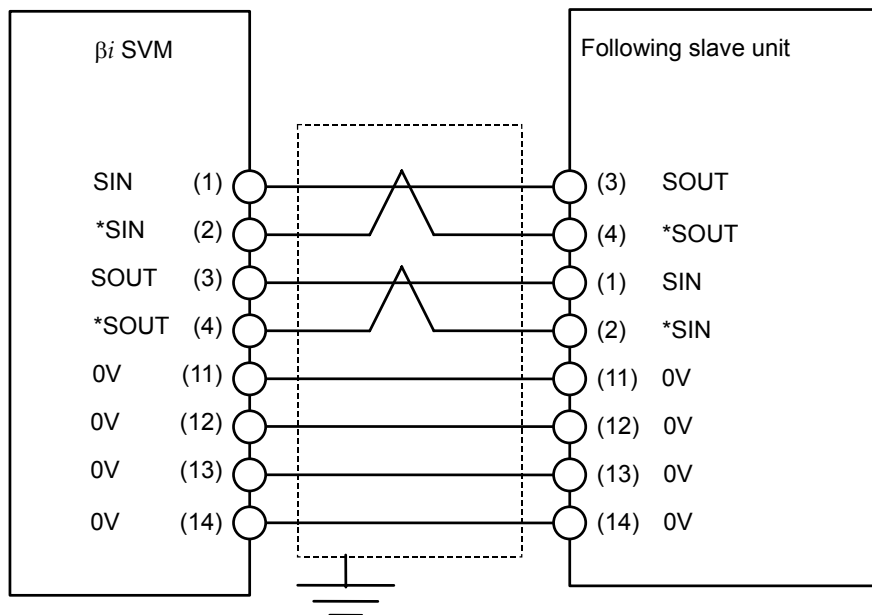 βi SVM Following slave unit
SIN (1) (3) SOUT
*SIN (2) (4) *SOUT
SOUT (3) (1) SIN
*SOUT (4) (2) *SIN
0V (11) (11) 0V
0V (12) (12) 0V
0V (13) (13) 0V
0V (14) (14) 0V